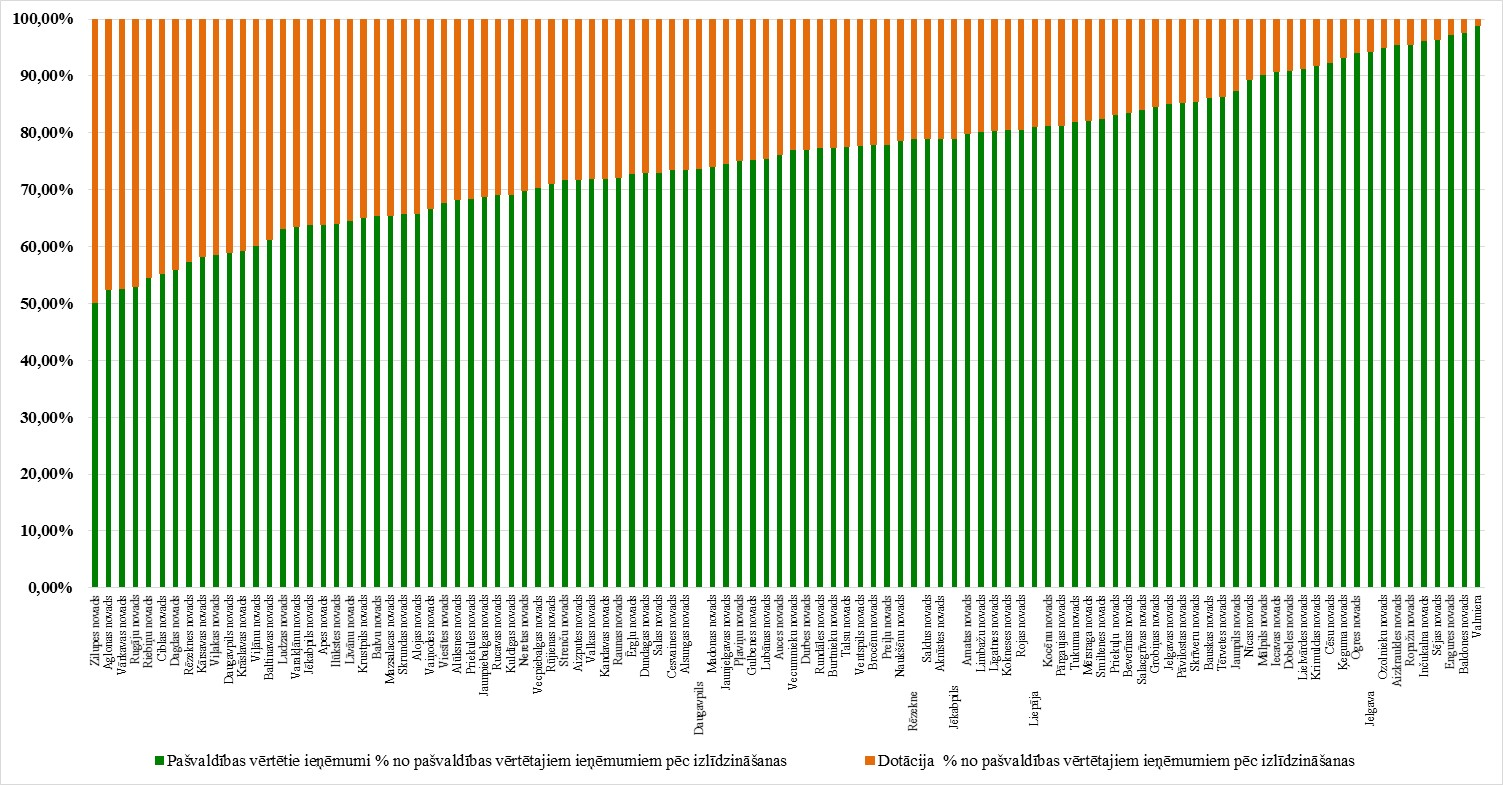 100,00%
90,00%
80,00%
70,00%
60,00%
50,00%
40,00%
30,00%
20,00%
10,00%
0,00%
Zilupes novads
Aglonas novads
Vārkavas novads
Rugāju novads
Riebiņu novads
Ciblas novads
Dagdas novads
Rēzeknes novads
Kārsavas novads
Viļakas novads
Daugavpils novads
Krāslavas novads
Viļānu novads
Baltinavas novads
Ludzas novads
Varakļānu novads
Jēkabpils novads
Apes novads
Ilūkstes novads
Līvānu novads
Krustpils novads
Balvu novads
Mazsalacas novads
Skrundas novads
Alojas novads
Vaiņodes novads
Viesītes novads
Alūksnes novads
Priekules novads
Jaunpiebalgas novads
Rucavas novads
Kuldīgas novads
Neretas novads
Vecpiebalgas novads
Rūjienas novads
Strenču novads
Aizputes novads
Valkas novads
Kandavas novads
Raunas novads
Ērgļu novads
Dundagas novads
Salas novads
Cesvaines novads
Alsungas novads
Daugavpils
Madonas novads
Jaunjelgavas novads
Pļaviņu novads
Gulbenes novads
Lubānas novads
Auces novads
Vecumnieku novads
Durbes novads
Rundāles novads
Burtnieku novads
Talsu novads
Ventspils novads
Brocēnu novads
Preiļu novads
Naukšēnu novads
Rēzekne
Saldus novads
Aknīstes novads
Jēkabpils
Amatas novads
Limbažu novads
Līgatnes novads
Kokneses novads
Rojas novads
Liepāja
Kocēnu novads
Pārgaujas novads
Tukuma novads
Mērsraga novads
Smiltenes novads
Priekuļu novads
Beverīnas novads
Salacgrīvas novads
Grobiņas novads
Jelgavas novads
Pāvilostas novads
Skrīveru novads
Bauskas novads
Tērvetes novads
Jaunpils novads
Nīcas novads
Mālpils novads
Iecavas novads
Dobeles novads
Lielvārdes novads
Krimuldas novads
Cēsu novads
Ķeguma novads
Ogres novads
Jelgava
Ozolnieku novads
Aizkraukles novads
Ropažu novads
Inčukalna novads
Sējas novads
Engures novads
Baldones novads
Valmiera
Pašvaldības vērtētie ieņēmumi % no pašvaldības vērtētajiem ieņēmumiem pēc izlīdzināšanas
Dotācija % no pašvaldības vērtētajiem ieņēmumiem pēc izlīdzināšanas